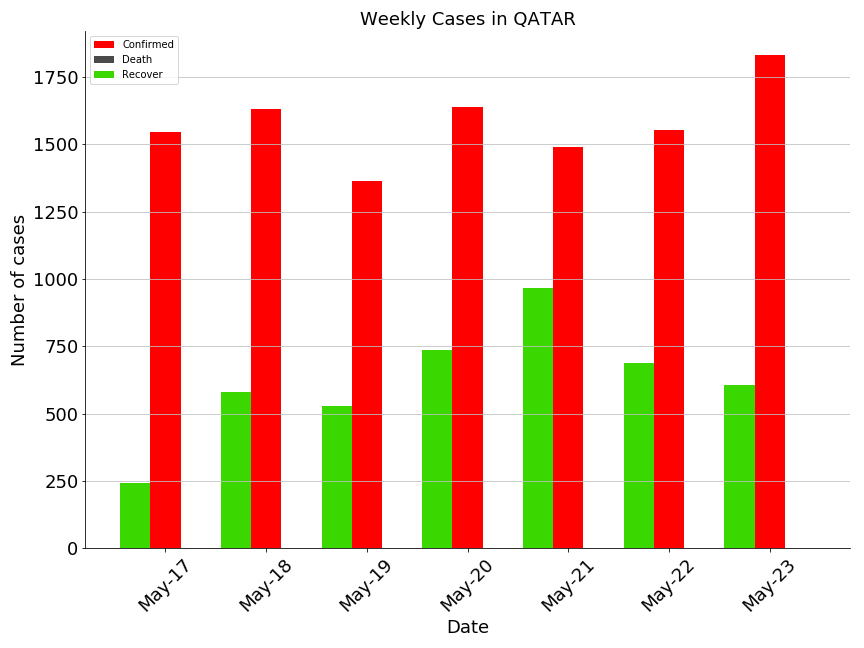 Weekly Cases in QATAR
Confirmed
Death
Recover
Number of cases
1750
1500
1250
1000
750
500
250
0
May-17
May-18
May-19
May-20
May-21
May-22
May-23
Date